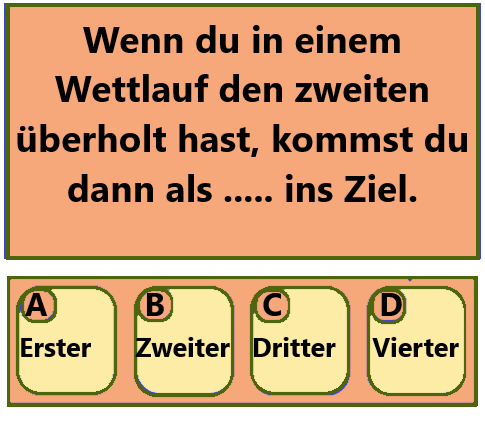 Wenn du in einem
Wettlauf den zweiten
überholt hast, kommst du
dann als ..... ins Ziel.
A
Erster
B
Zweiter
C
Dritter
D
Vierter